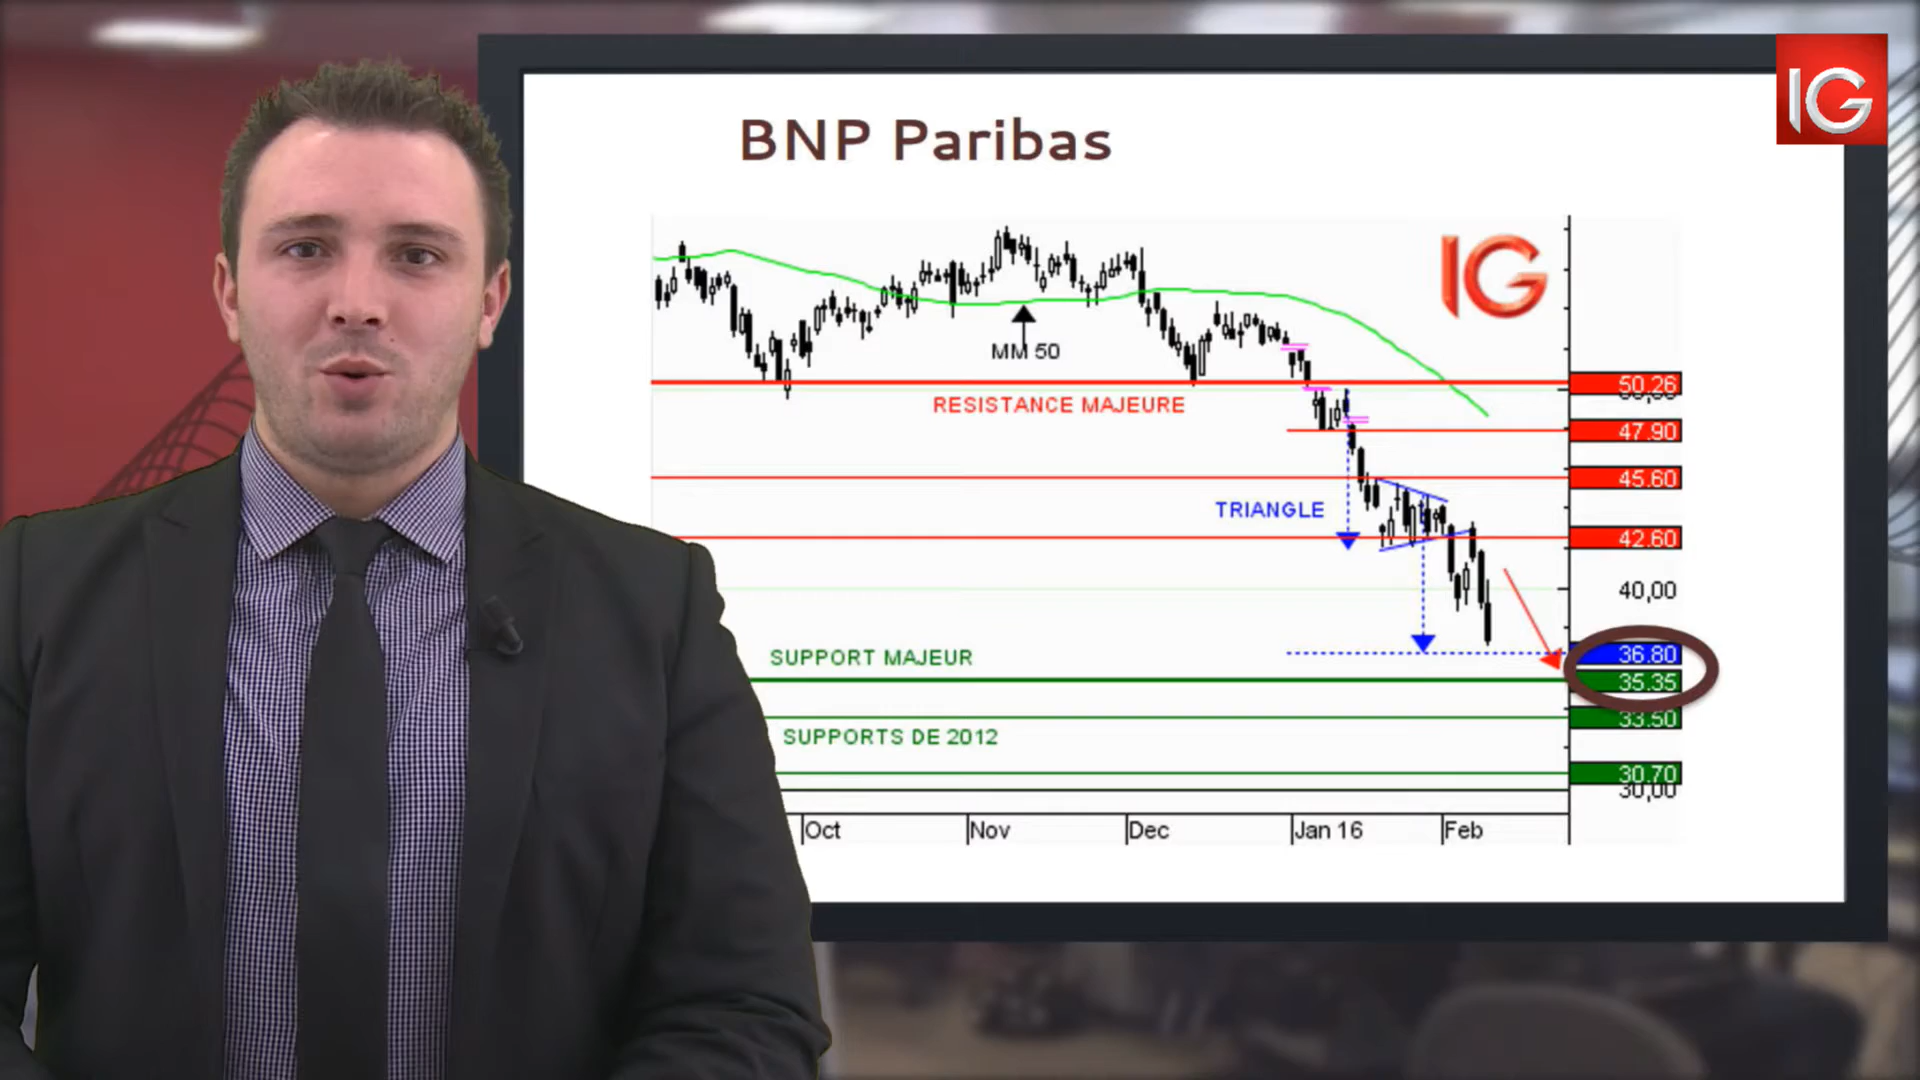 IG
BNP Paribas
IG
MM 50
50.26
50,00
RESISTANCE MAJEURE
47.90
45.60
TRIANGLE
42.60
40,00
36.80
SUPPORT MAJEUR
35.35
33.50
SUPPORTS DE 2012
30.70
30,00
Oct Nov Dec Jan 16 Feb